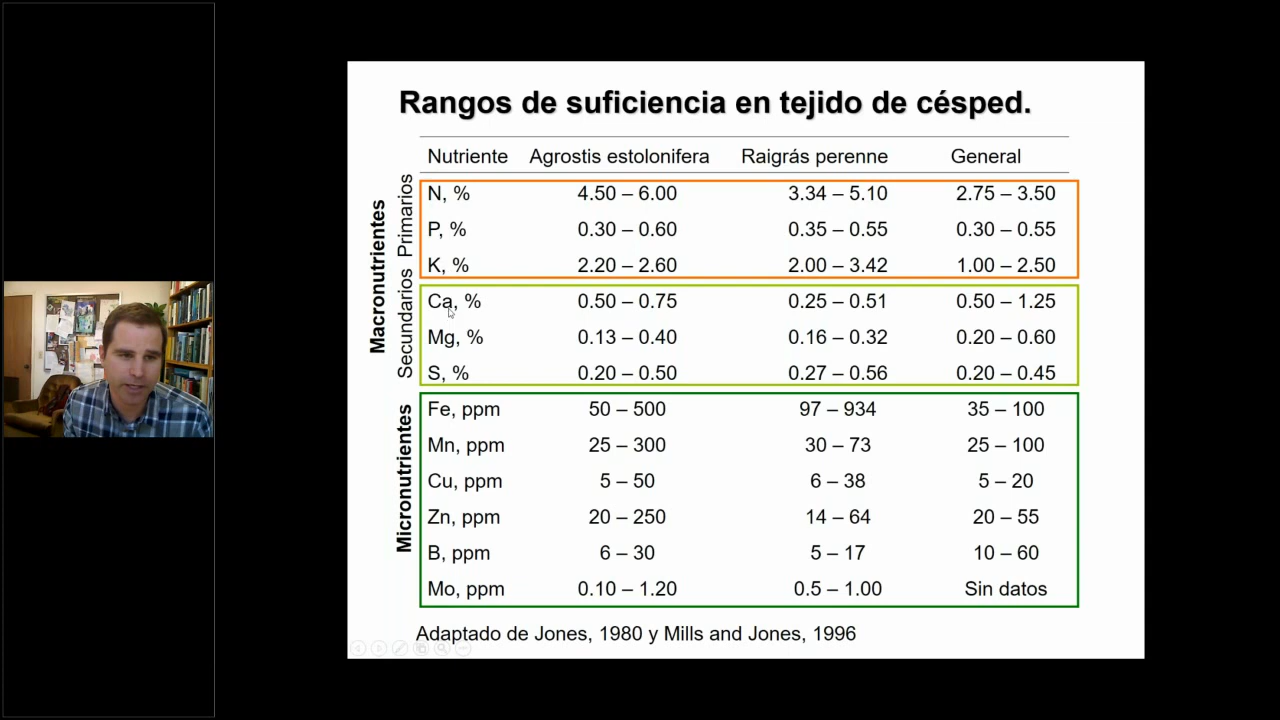 Rangos de suficiencia en tejido de césped.
Nutriente Agrostis estolonifera Raigrás perenne General
Macronutrientes
Primarios
N, % 4.50 – 6.00 3.34 – 5.10 2.75 – 3.50
P, % 0.30 – 0.60 0.35 – 0.55 0.30 – 0.55
K, % 2.20 – 2.60 2.00 – 3.42 1.00 – 2.50
Secundarios
Ca, % 0.50 – 0.75 0.25 – 0.51 0.50 – 1.25
Mg, % 0.13 – 0.40 0.16 – 0.32 0.20 – 0.60
S, % 0.20 – 0.50 0.27 – 0.56 0.20 – 0.45
Micronutrientes
Fe, ppm 50 – 500 97 – 934 35 – 100
Mn, ppm 25 – 300 30 – 73 25 – 100
Cu, ppm 5 – 50 6 – 38 5 – 20
Zn, ppm 20 – 250 14 – 64 20 – 55
B, ppm 6 – 30 5 – 17 10 – 60
Mo, ppm 0.10 – 1.20 0.5 – 1.00 Sin datos
Adaptado de Jones, 1980 y Mills and Jones, 1996